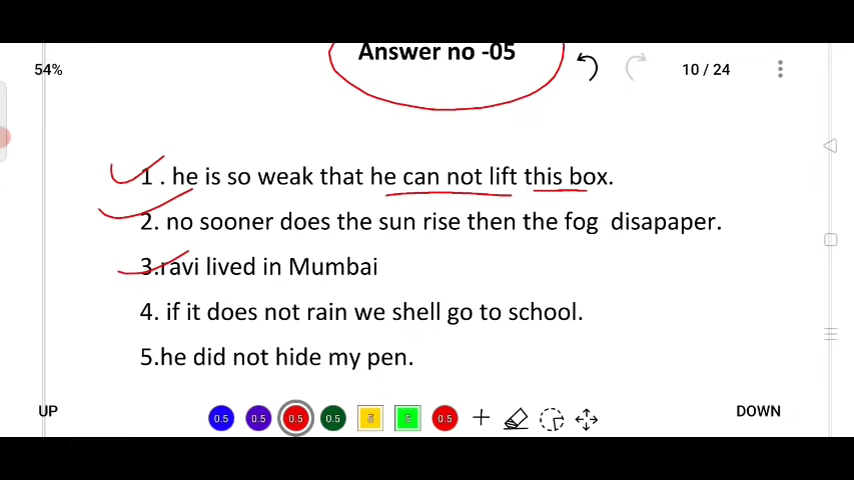 Answer no -05
54%
10 / 24
1 . he is so weak that he can not lift this box.
2. no sooner does the sun rise then the fog disapaper.
3.ravi lived in Mumbai
4. if it does not rain we shell go to school.
5.he did not hide my pen.
UP
0.5 0.5 0.5 0.5 5 5 0.5
DOWN